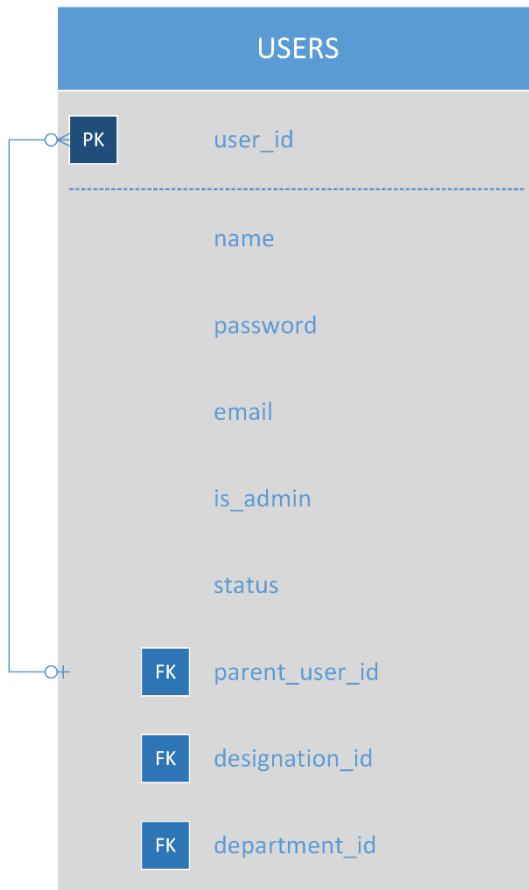 USERS
PK user_id
name
password
email
is_admin
status
FK parent_user_id
FK designation_id
FK department_id